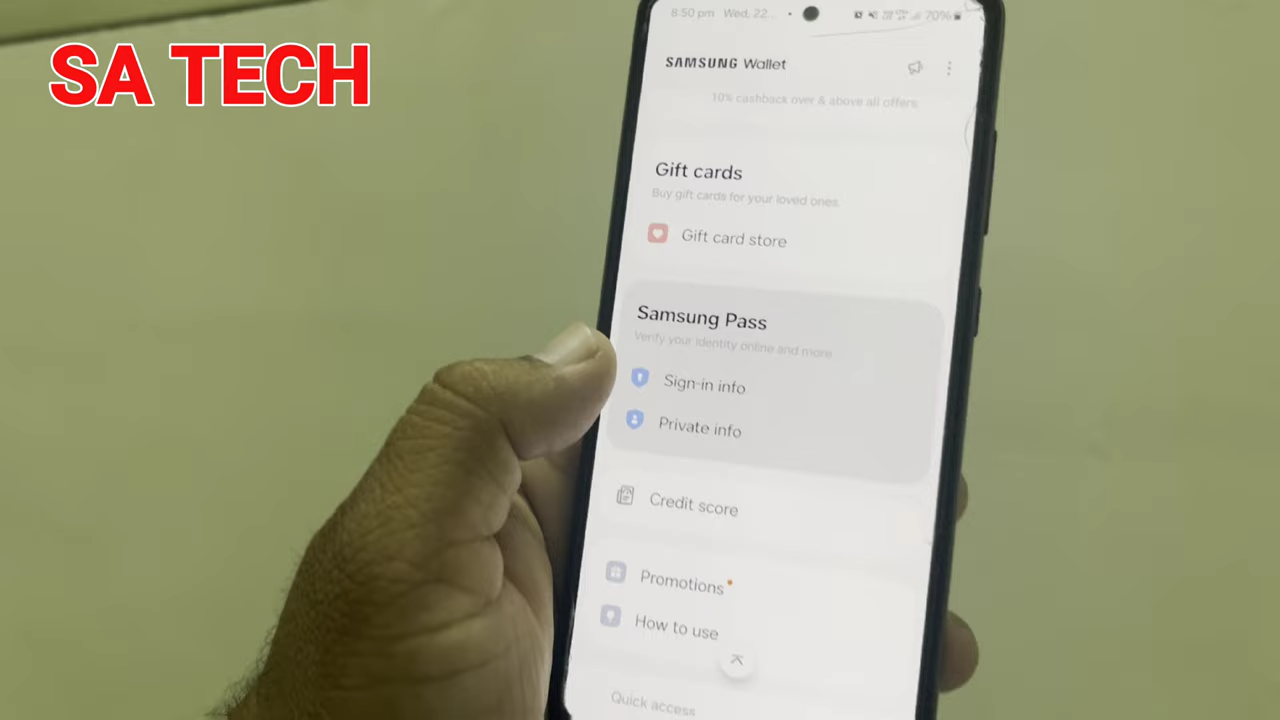 SA TECH
8:50 pm Wed, 22... 70%
SAMSUNG Wallet
10% cashback over & above all offers.
Gift cards
Buy gift cards for your loved ones.
Gift card store
Samsung Pass
Verify your identity online and more
Sign-in info
Private info
Credit score
Promotions
How to use
Quick access